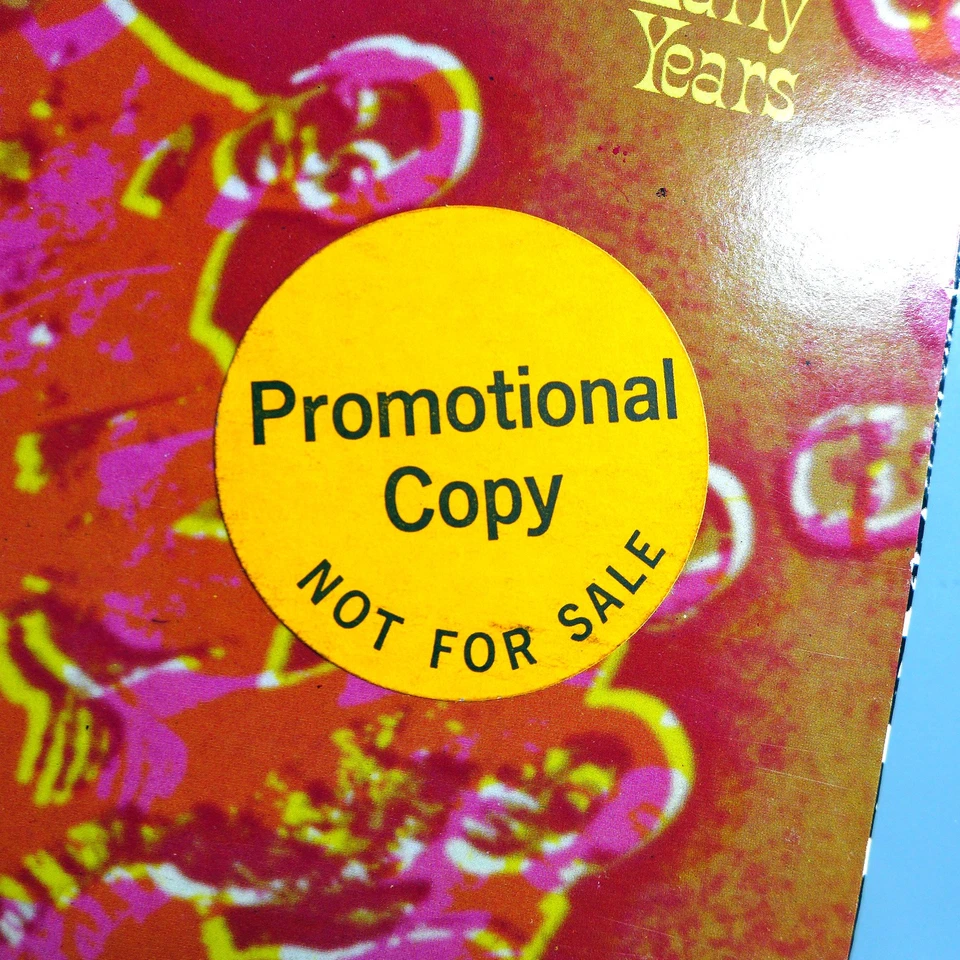 Years
Promotional
Copy
NOT FOR SALE